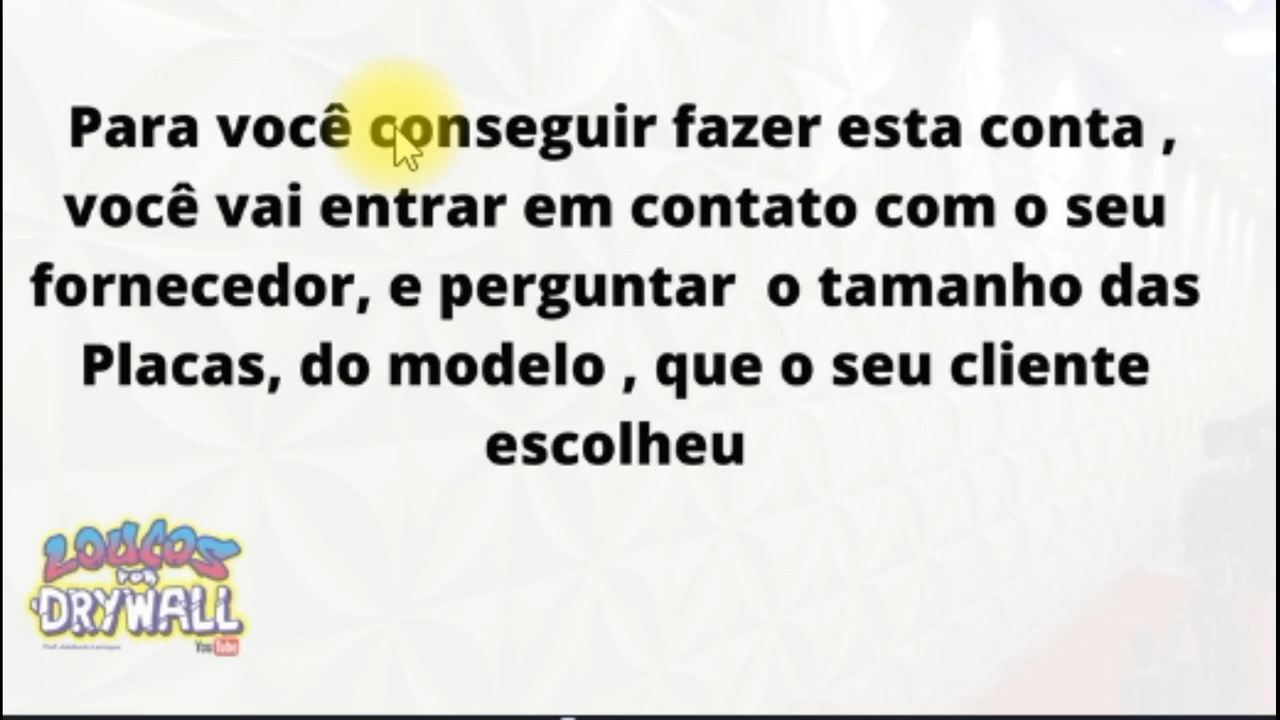 Para você conseguir fazer esta conta ,
você vai entrar em contato com o seu
fornecedor, e perguntar o tamanho das
Placas, do modelo , que o seu cliente
escolheu
LOUCOS
POR
DRYWALL
YouTube